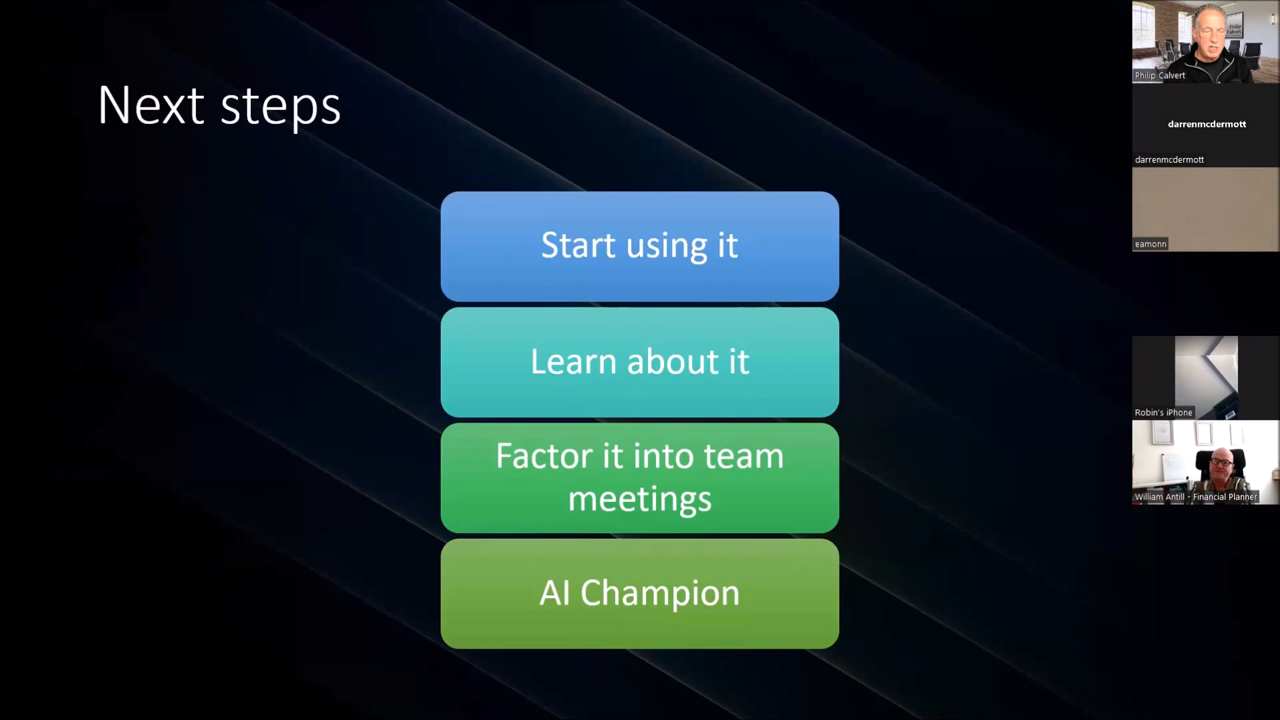 Next steps
Start using it
Learn about it
Factor it into team
meetings
AI Champion
Philip Calvert
darrenmcdermott
darrenmcdermott
eamonn
Robin's iPhone
William Antill - Financial Planner